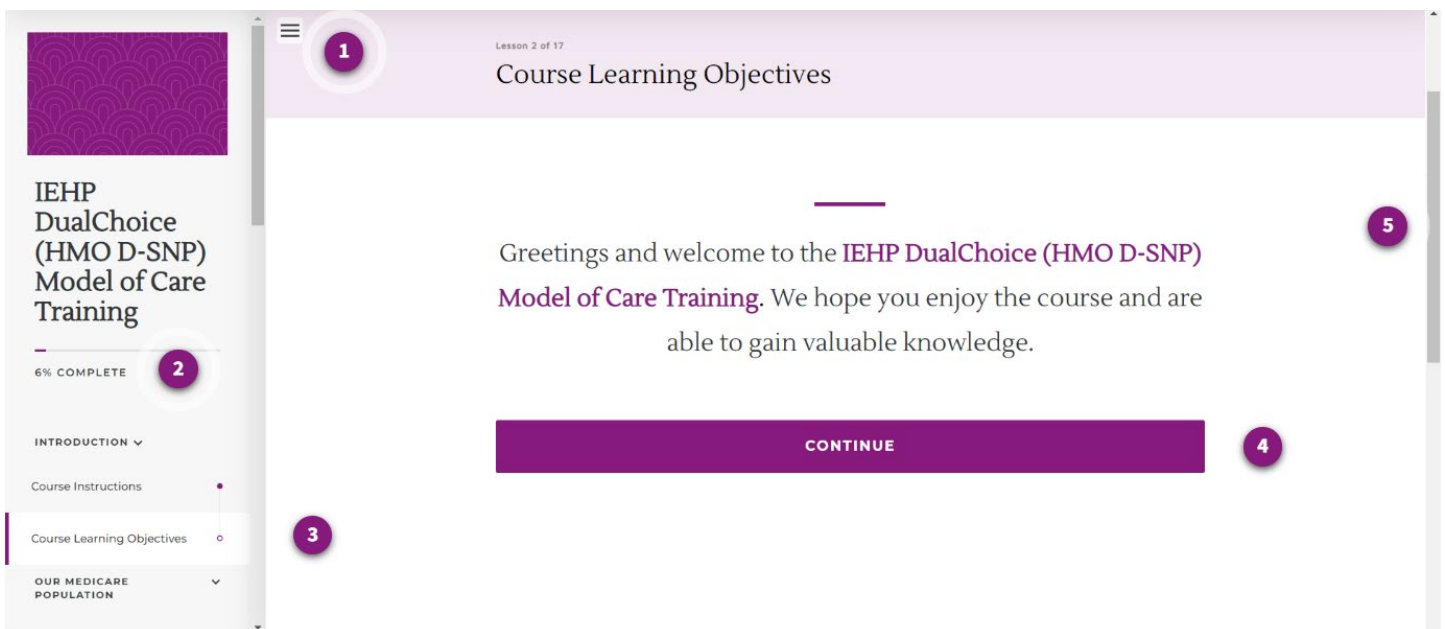 1
Lesson 2 of 17
Course Learning Objectives
IEHP
DualChoice
(HMO D-SNP)
Model of Care
Training
2
6% COMPLETE
INTRODUCTION
Course Instructions
Course Learning Objectives
3
OUR MEDICARE
POPULATION
Greetings and welcome to the IEHP DualChoice (HMO D-SNP)
Model of Care Training. We hope you enjoy the course and are
able to gain valuable knowledge.
CONTINUE
4
5